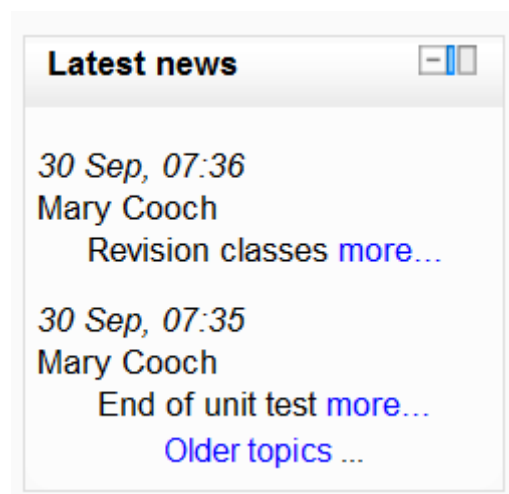 Latest news
30 Sep, 07:36
Mary Cooch
Revision classes more...
30 Sep, 07:35
Mary Cooch
End of unit test more...
Older topics ...